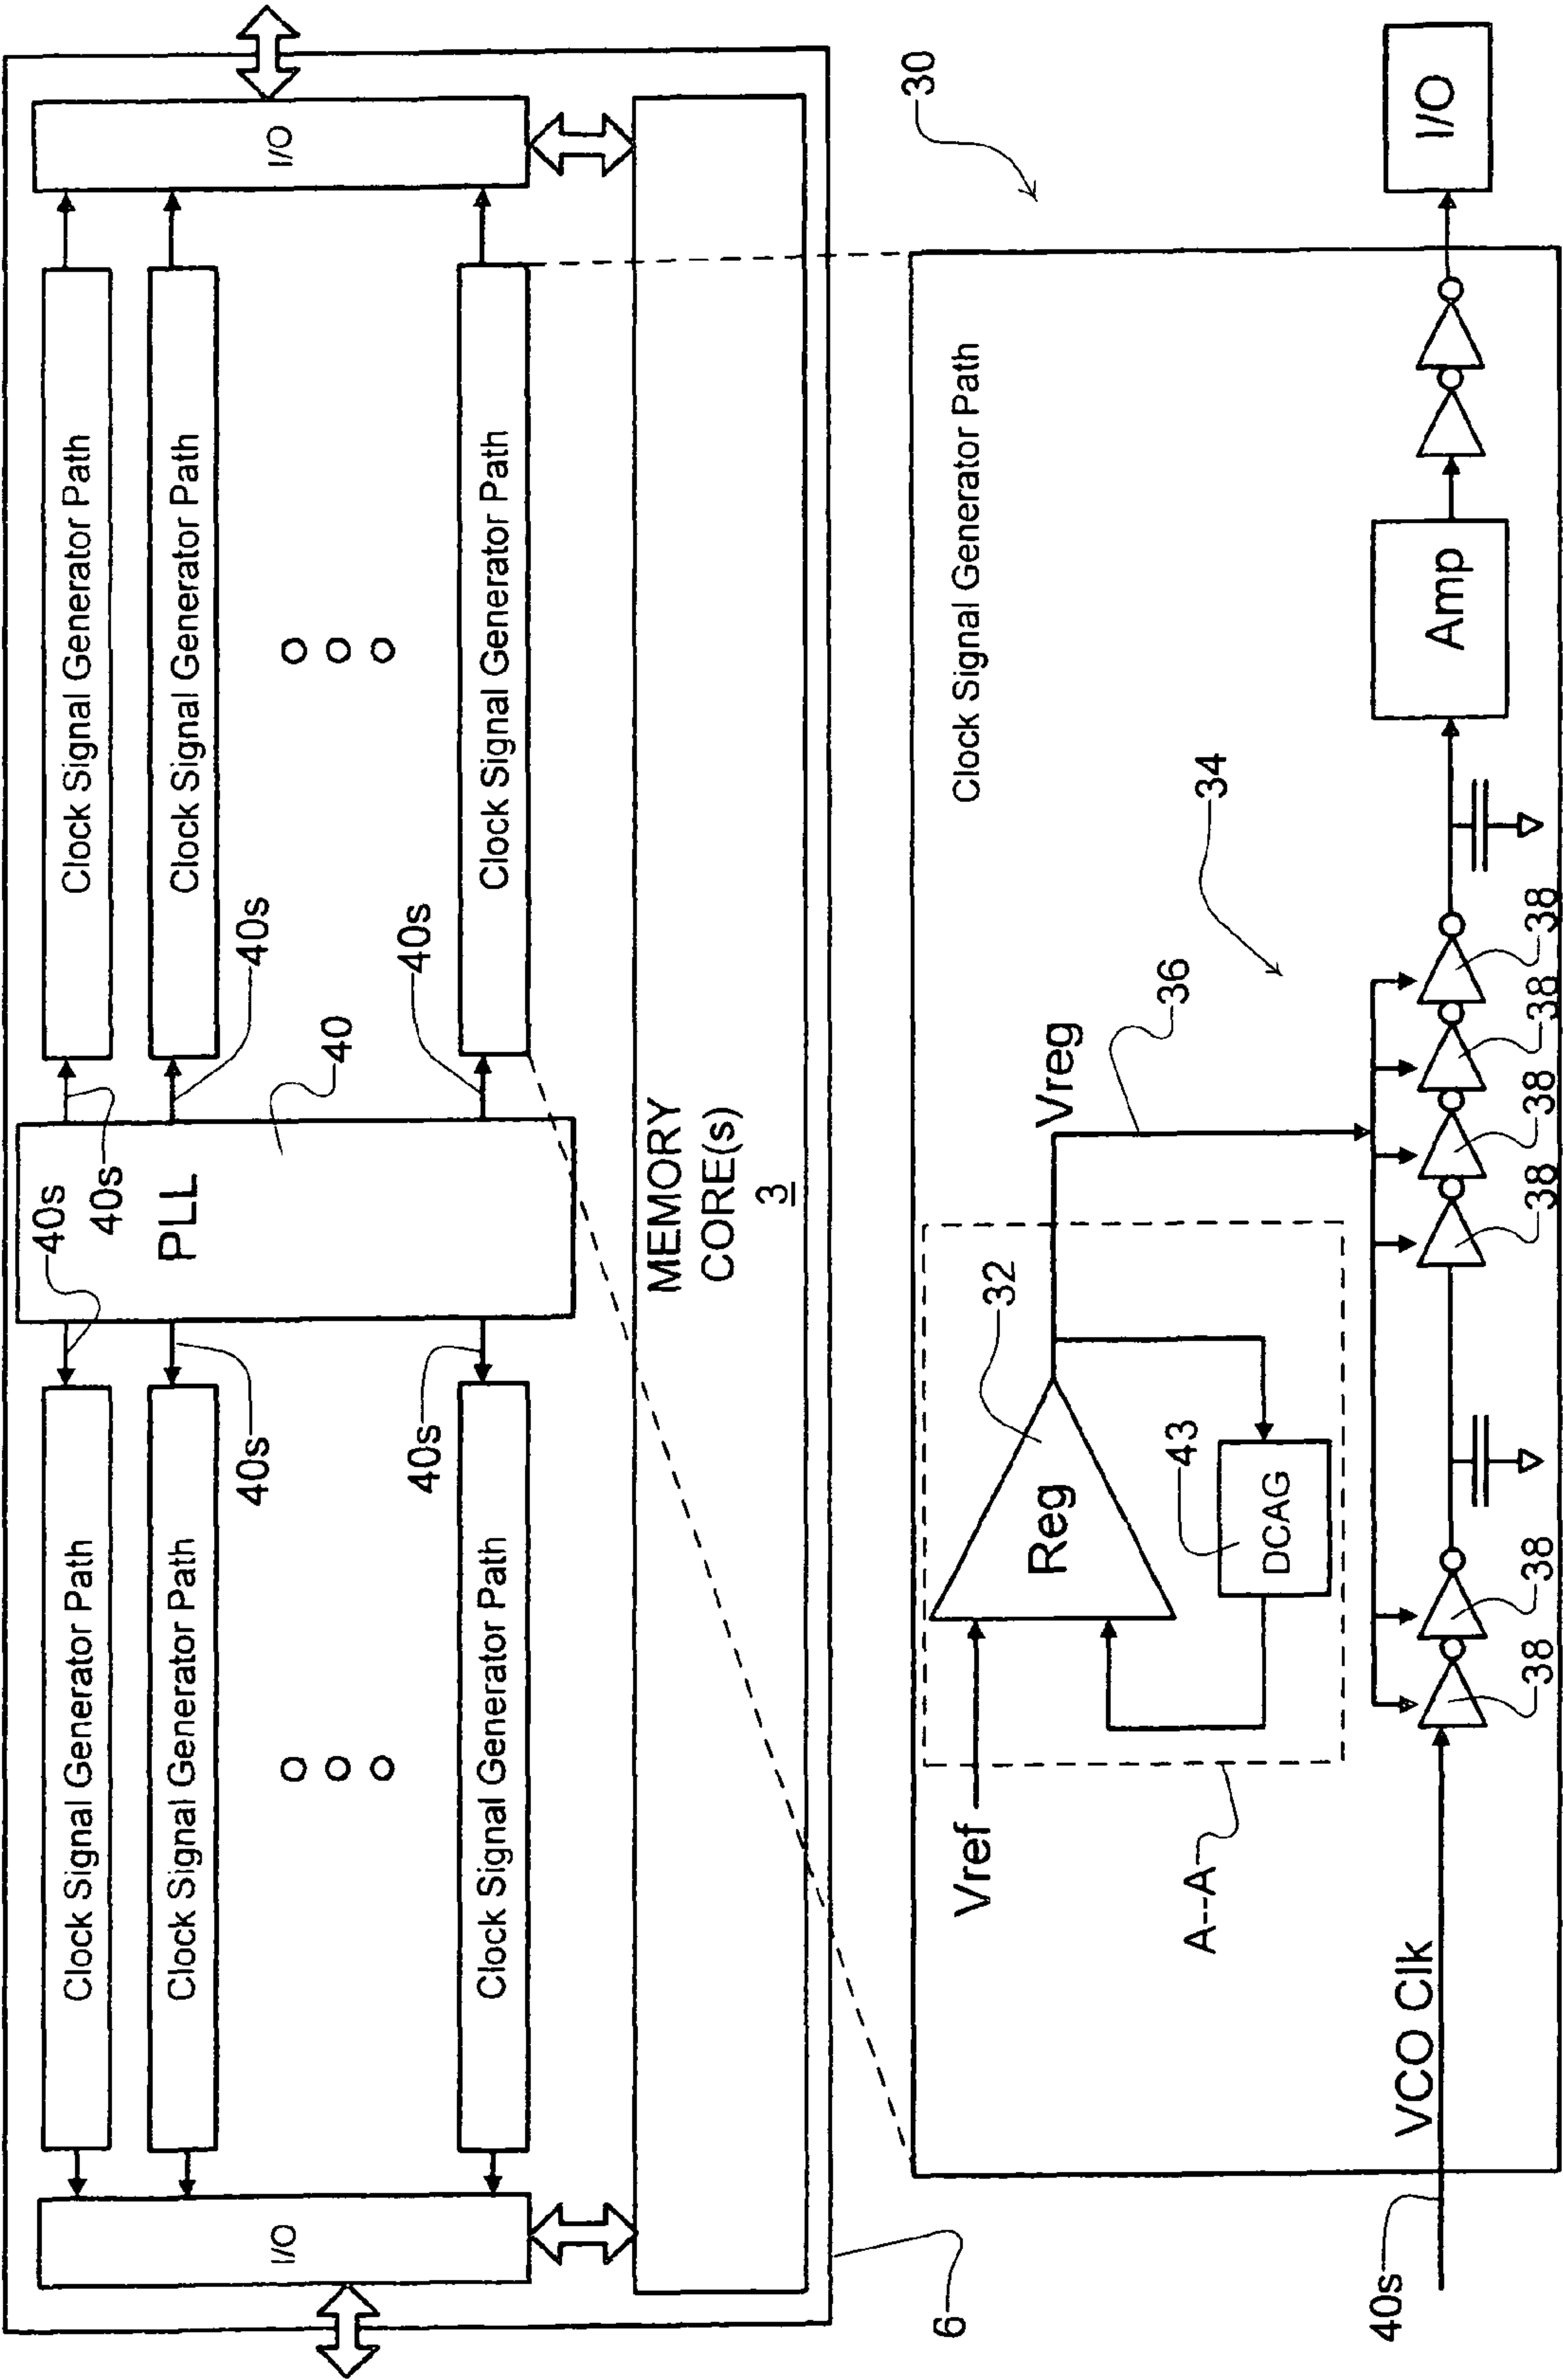 I/O
Clock Signal Generator Path
40s
40s
Clock Signal Generator Path
I/O
Clock Signal Generator Path
40s
PLL
40s
Clock Signal Generator Path
40
Clock Signal Generator Path
40s
40s
Clock Signal Generator Path
MEMORY
CORE(s)
3
6
30
Clock Signal Generator Path
Vref
Reg
32
Vreg
36
34
A--A
DCAG
43
40s
VCO Clk
Amp
I/O
38
38
38
38
38
38